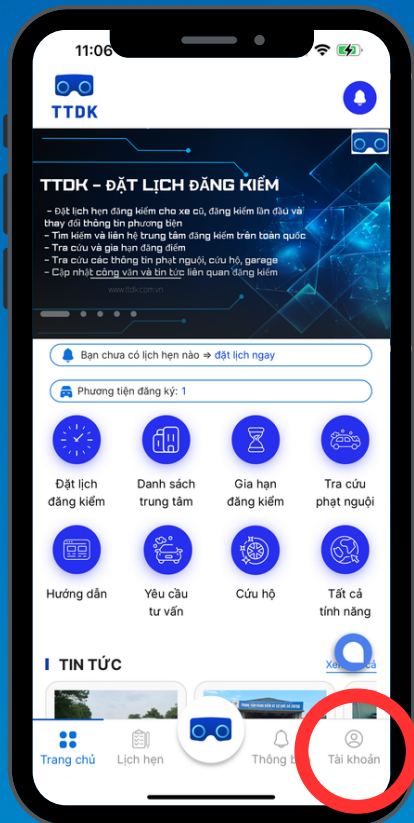 11:06
TTDK
TTDK – ĐẶT LỊCH ĐĂNG KIỂM
– Đặt lịch hẹn đăng kiểm cho xe cũ, đăng kiểm lần đầu và
thay đổi thông tin phương tiện
– Tìm kiếm và liên hệ trung tâm đăng kiểm trên toàn quốc
– Tra cứu và gia hạn đăng điểm
– Tra cứu các thông tin phạt nguội, cứu hộ, garage
– Cập nhật công văn và tin tức liên quan đăng kiểm
www.ttdk.com.vn
Bạn chưa có lịch hẹn nào ⇒ đặt lịch ngay
Phương tiện đăng ký: 1
Đặt lịch
đăng kiểm
Danh sách
trung tâm
Gia hạn
đăng kiểm
Tra cứu
phạt nguội
Hướng dẫn
Yêu cầu
tư vấn
Cứu hộ
Tất cả
tính năng
TIN TỨC
Trang chủ
Lịch hẹn
Thông
Tài khoản